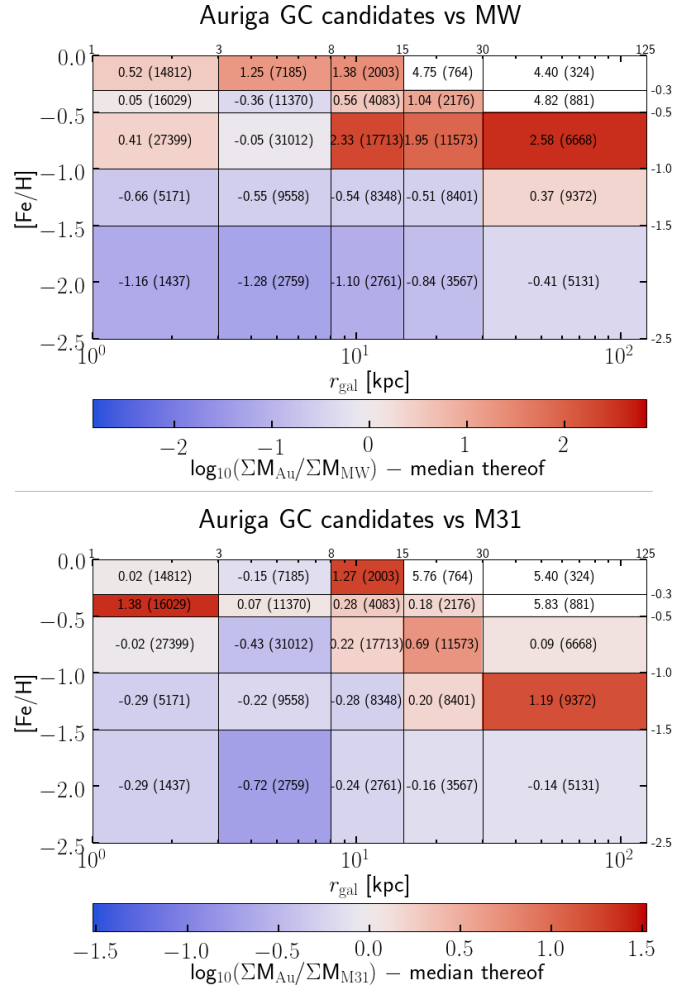 Auriga GC candidates vs MW
1 3 8 15 30 125
0.0
0.52 (14812) 1.25 (7185) 1.38 (2003) 4.75 (764) 4.40 (324)
-0.3
0.05 (16029) -0.36 (11370) 0.56 (4083) 1.04 (2176) 4.82 (881)
−0.5 -0.5
0.41 (27399) -0.05 (31012) 2.33 (17713) 1.95 (11573) 2.58 (6668)
−1.0 -1.0
[Fe/H]
-0.66 (5171) -0.55 (9558) -0.54 (8348) -0.51 (8401) 0.37 (9372)
−1.5 -1.5
-1.16 (1437) -1.28 (2759) -1.10 (2761) -0.84 (3567) -0.41 (5131)
−2.0
−2.5 -2.5
10⁰ 10¹ 10²
r_gal [kpc]
−2 −1 0 1 2
log₁₀(ΣM_Au/ΣM_MW) − median thereof
Auriga GC candidates vs M31
1 3 8 15 30 125
0.0
0.02 (14812) -0.15 (7185) 1.27 (2003) 5.76 (764) 5.40 (324)
-0.3
1.38 (16029) 0.07 (11370) 0.28 (4083) 0.18 (2176) 5.83 (881)
−0.5 -0.5
-0.02 (27399) -0.43 (31012) 0.22 (17713) 0.69 (11573) 0.09 (6668)
−1.0 -1.0
[Fe/H]
-0.29 (5171) -0.22 (9558) -0.28 (8348) 0.20 (8401) 1.19 (9372)
−1.5 -1.5
-0.29 (1437) -0.72 (2759) -0.24 (2761) -0.16 (3567) -0.14 (5131)
−2.0
−2.5 -2.5
10⁰ 10¹ 10²
r_gal [kpc]
−1.5 −1.0 −0.5 0.0 0.5 1.0 1.5
log₁₀(ΣM_Au/ΣM_M31) − median thereof